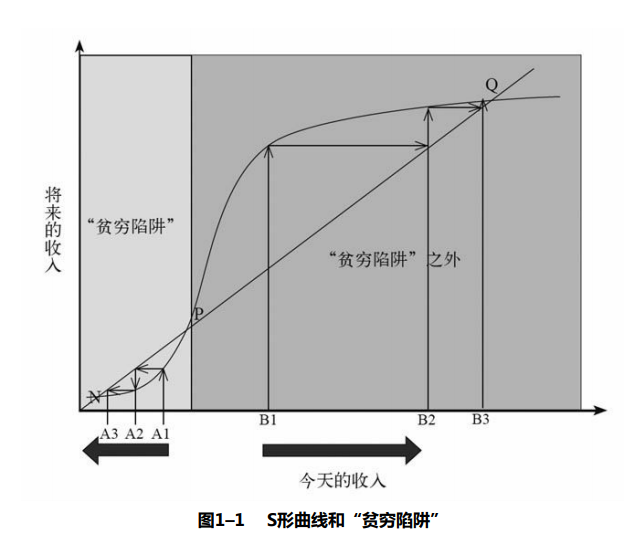 Q
将来的收入
“贫穷陷阱”
“贫穷陷阱”之外
P
N
A3 A2 A1 B1 B2 B3
今天的收入
图1–1 S形曲线和“贫穷陷阱”